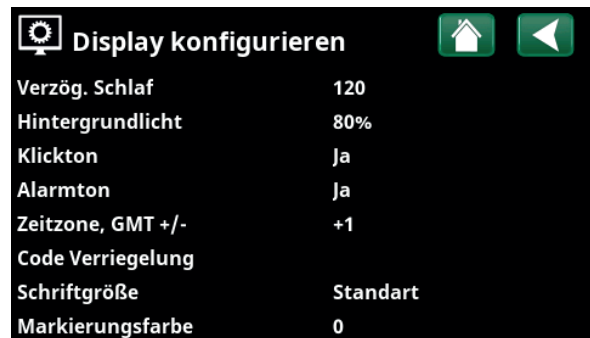 Display konfigurieren
Verzög. Schlaf 120
Hintergrundlicht 80%
Klickton Ja
Alarmton Ja
Zeitzone, GMT +/- +1
Code Verriegelung
Schriftgröße Standart
Markierungsfarbe 0